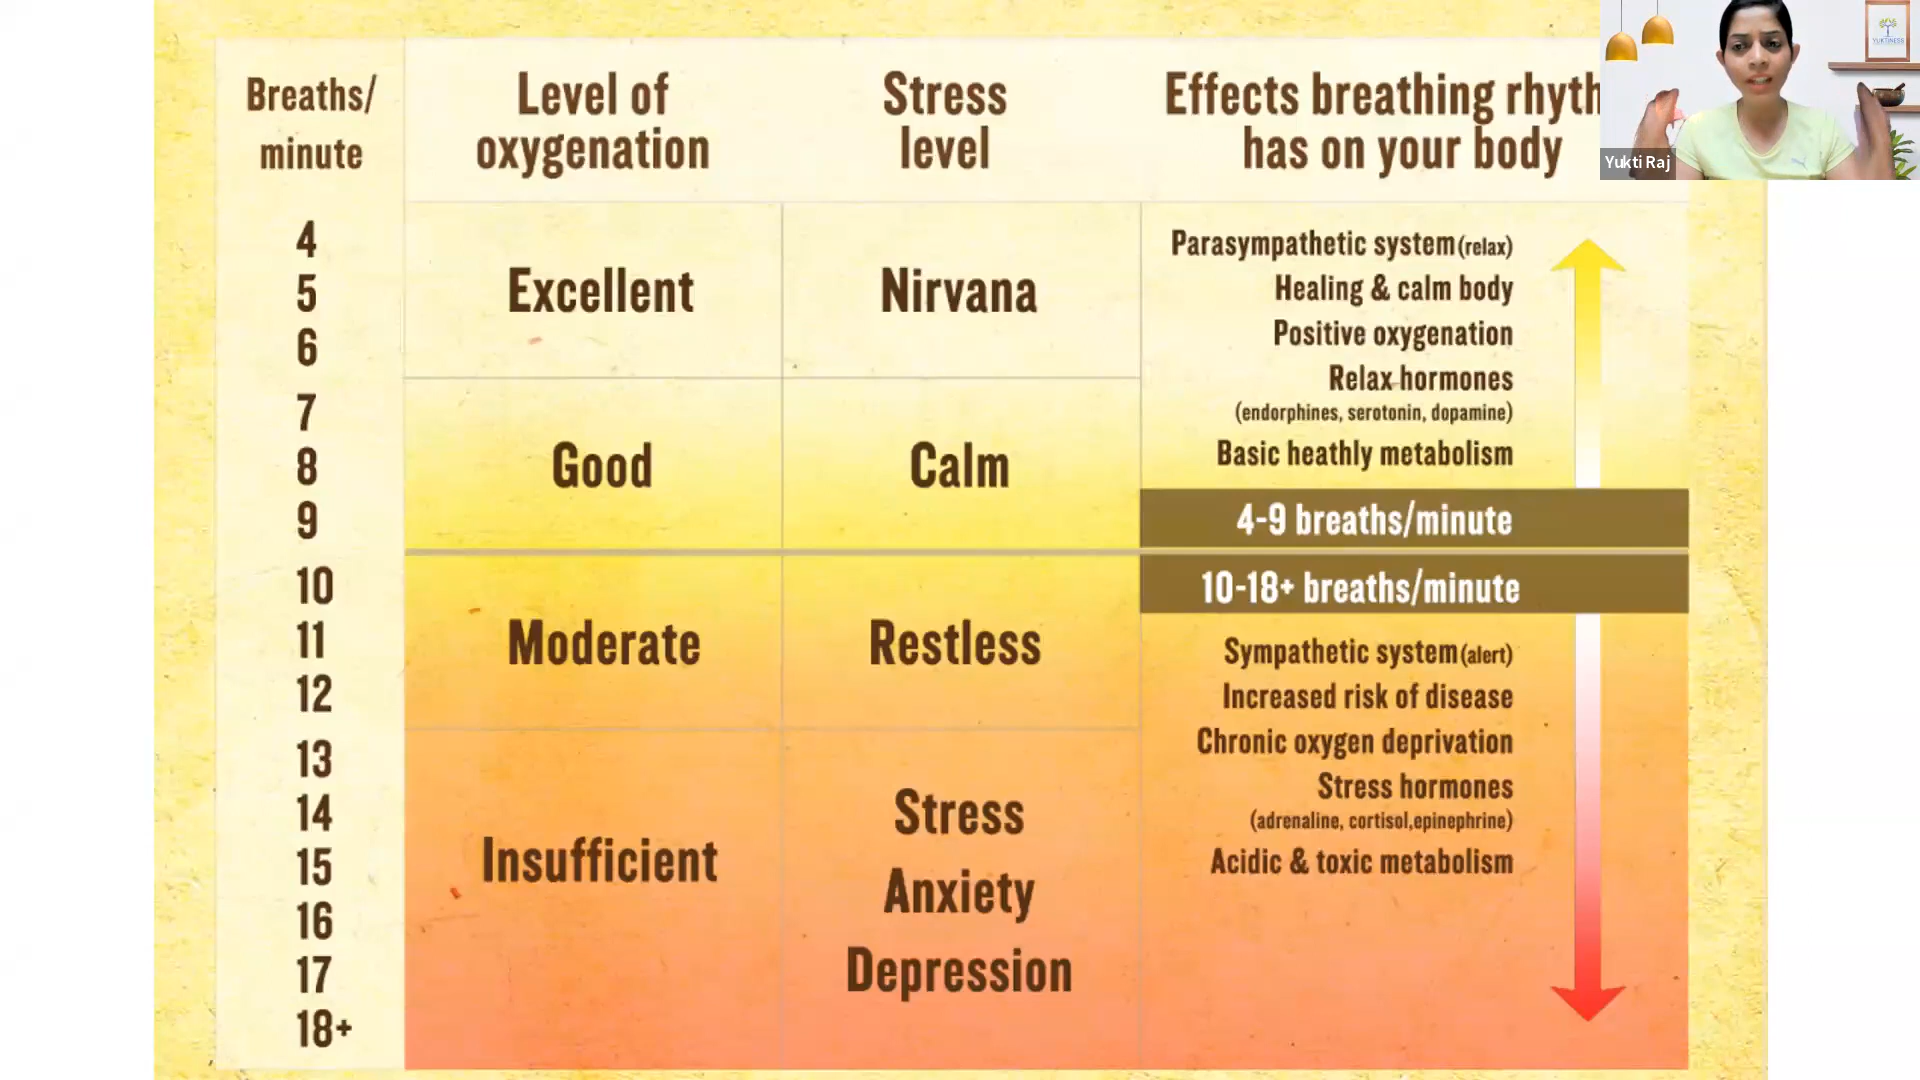 Breaths/
minute
Level of
oxygenation
Stress
level
Effects breathing
has on your body
YUKTINESS
Yukti Raj
4
5
6
7
8
9
10
11
12
13
14
15
16
17
18+
Excellent
Good
Moderate
Insufficient
Nirvana
Calm
Restless
Stress
Anxiety
Depression
Parasympathetic system (relax)
Healing & calm body
Positive oxygenation
Relax hormones
(endorphines, serotonin, dopamine)
Basic heathly metabolism
4-9 breaths/minute
10-18+ breaths/minute
Sympathetic system (alert)
Increased risk of disease
Chronic oxygen deprivation
Stress hormones
(adrenaline, cortisol,epinephrine)
Acidic & toxic metabolism